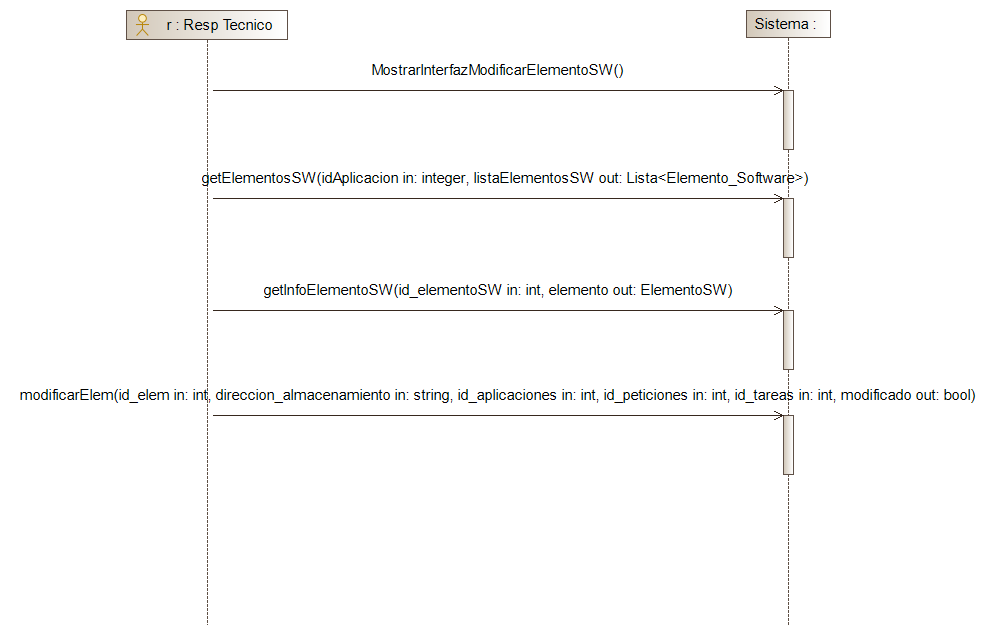 r : Resp Tecnico
Sistema :
MostrarInterfazModificarElementoSW()
getElementosSW(idAplicacion in: integer, listaElementosSW out: Lista<Elemento_Software>)
getInfoElementoSW(id_elementoSW in: int, elemento out: ElementoSW)
modificarElem(id_elem in: int, direccion_almacenamiento in: string, id_aplicaciones in: int, id_peticiones in: int, id_tareas in: int, modificado out: bool)